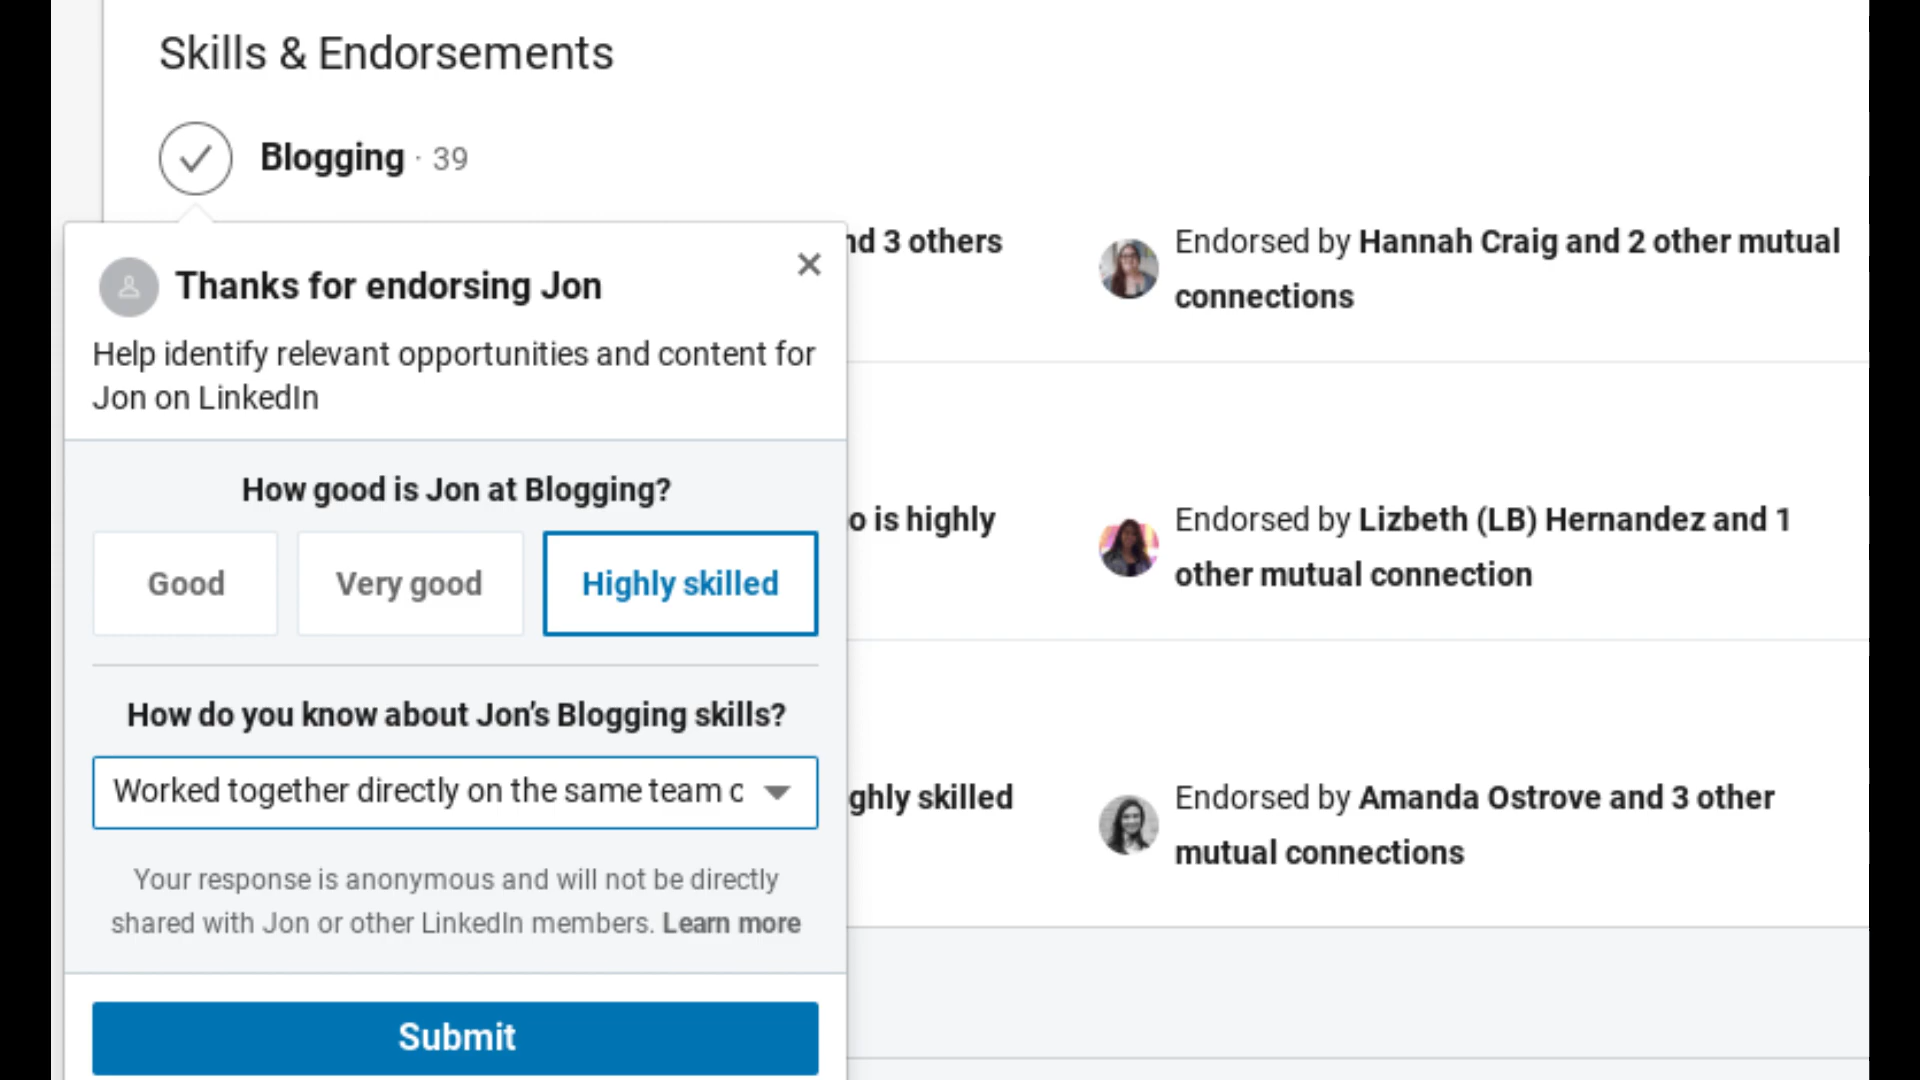 Skills & Endorsements
Blogging · 39
Thanks for endorsing Jon
Help identify relevant opportunities and content for
Jon on LinkedIn
How good is Jon at Blogging?
Good
Very good
Highly skilled
How do you know about Jon’s Blogging skills?
Worked together directly on the same team
Your response is anonymous and will not be directly
shared with Jon or other LinkedIn members. Learn more
Submit
3 others
Endorsed by Hannah Craig and 2 other mutual
connections
is highly
Endorsed by Lizbeth (LB) Hernandez and 1
other mutual connection
skilled
Endorsed by Amanda Ostrove and 3 other
mutual connections